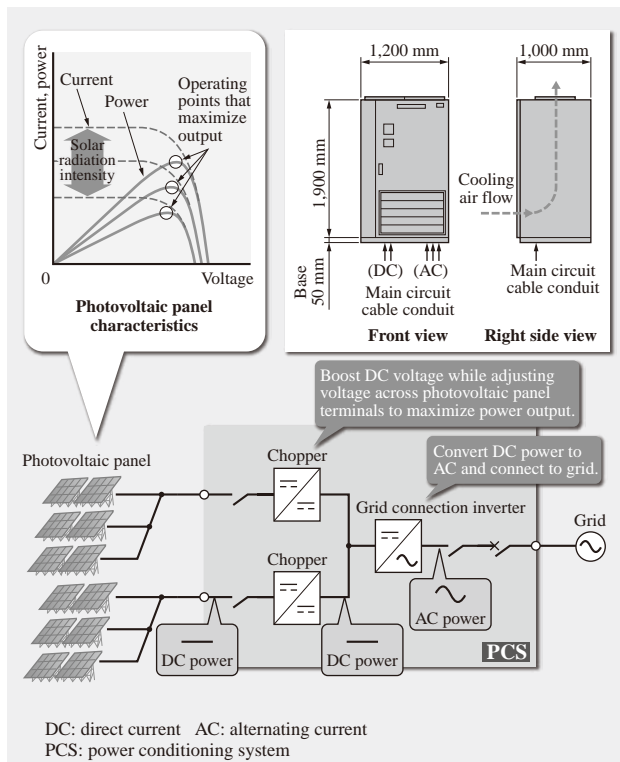 Current, power
Current
Power
Operating
points that
maximize
output
Solar
radiation
intensity
0
Voltage
Photovoltaic panel
characteristics
1,200 mm
1,000 mm
1,900 mm
Cooling
air flow
Base
50 mm
(DC) (AC)
Main circuit
cable conduit
Main circuit
cable conduit
Front view
Right side view
Boost DC voltage while adjusting
voltage across photovoltaic panel
terminals to maximize power output.
Convert DC power to
AC and connect to grid.
Photovoltaic panel
Chopper
Grid connection inverter
Grid
Chopper
DC power
DC power
AC power
PCS
DC: direct current AC: alternating current
PCS: power conditioning system